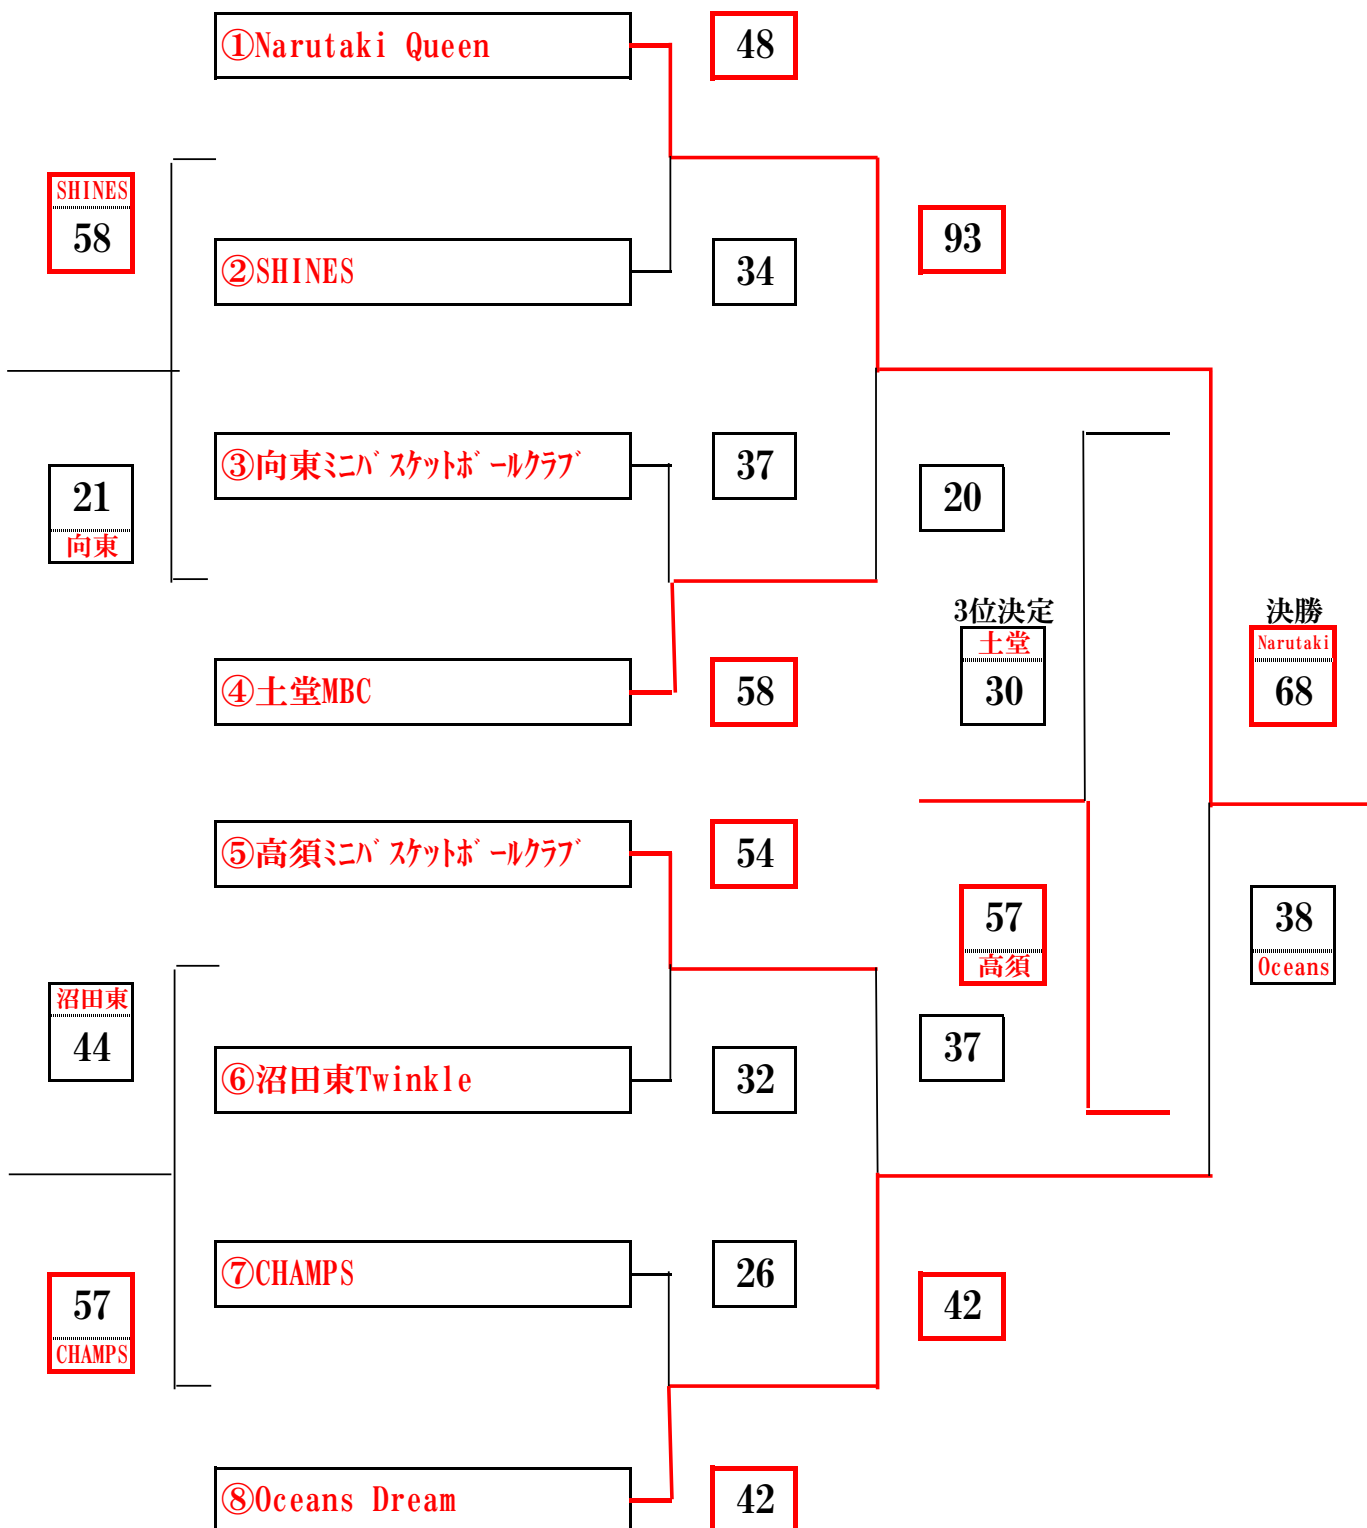 ①Narutaki Queen
48
SHINES
58
93
②SHINES
34
③向東ﾐﾆﾊﾞｽｹｯﾄﾎﾞｰﾙｸﾗﾌﾞ
37
21
向東
20
3位決定
土堂
30
決勝
Narutaki
68
④土堂MBC
58
⑤高須ﾐﾆﾊﾞｽｹｯﾄﾎﾞｰﾙｸﾗﾌﾞ
54
57
高須
38
Oceans
沼田東
44
37
⑥沼田東Twinkle
32
⑦CHAMPS
26
57
CHAMPS
42
⑧Oceans Dream
42